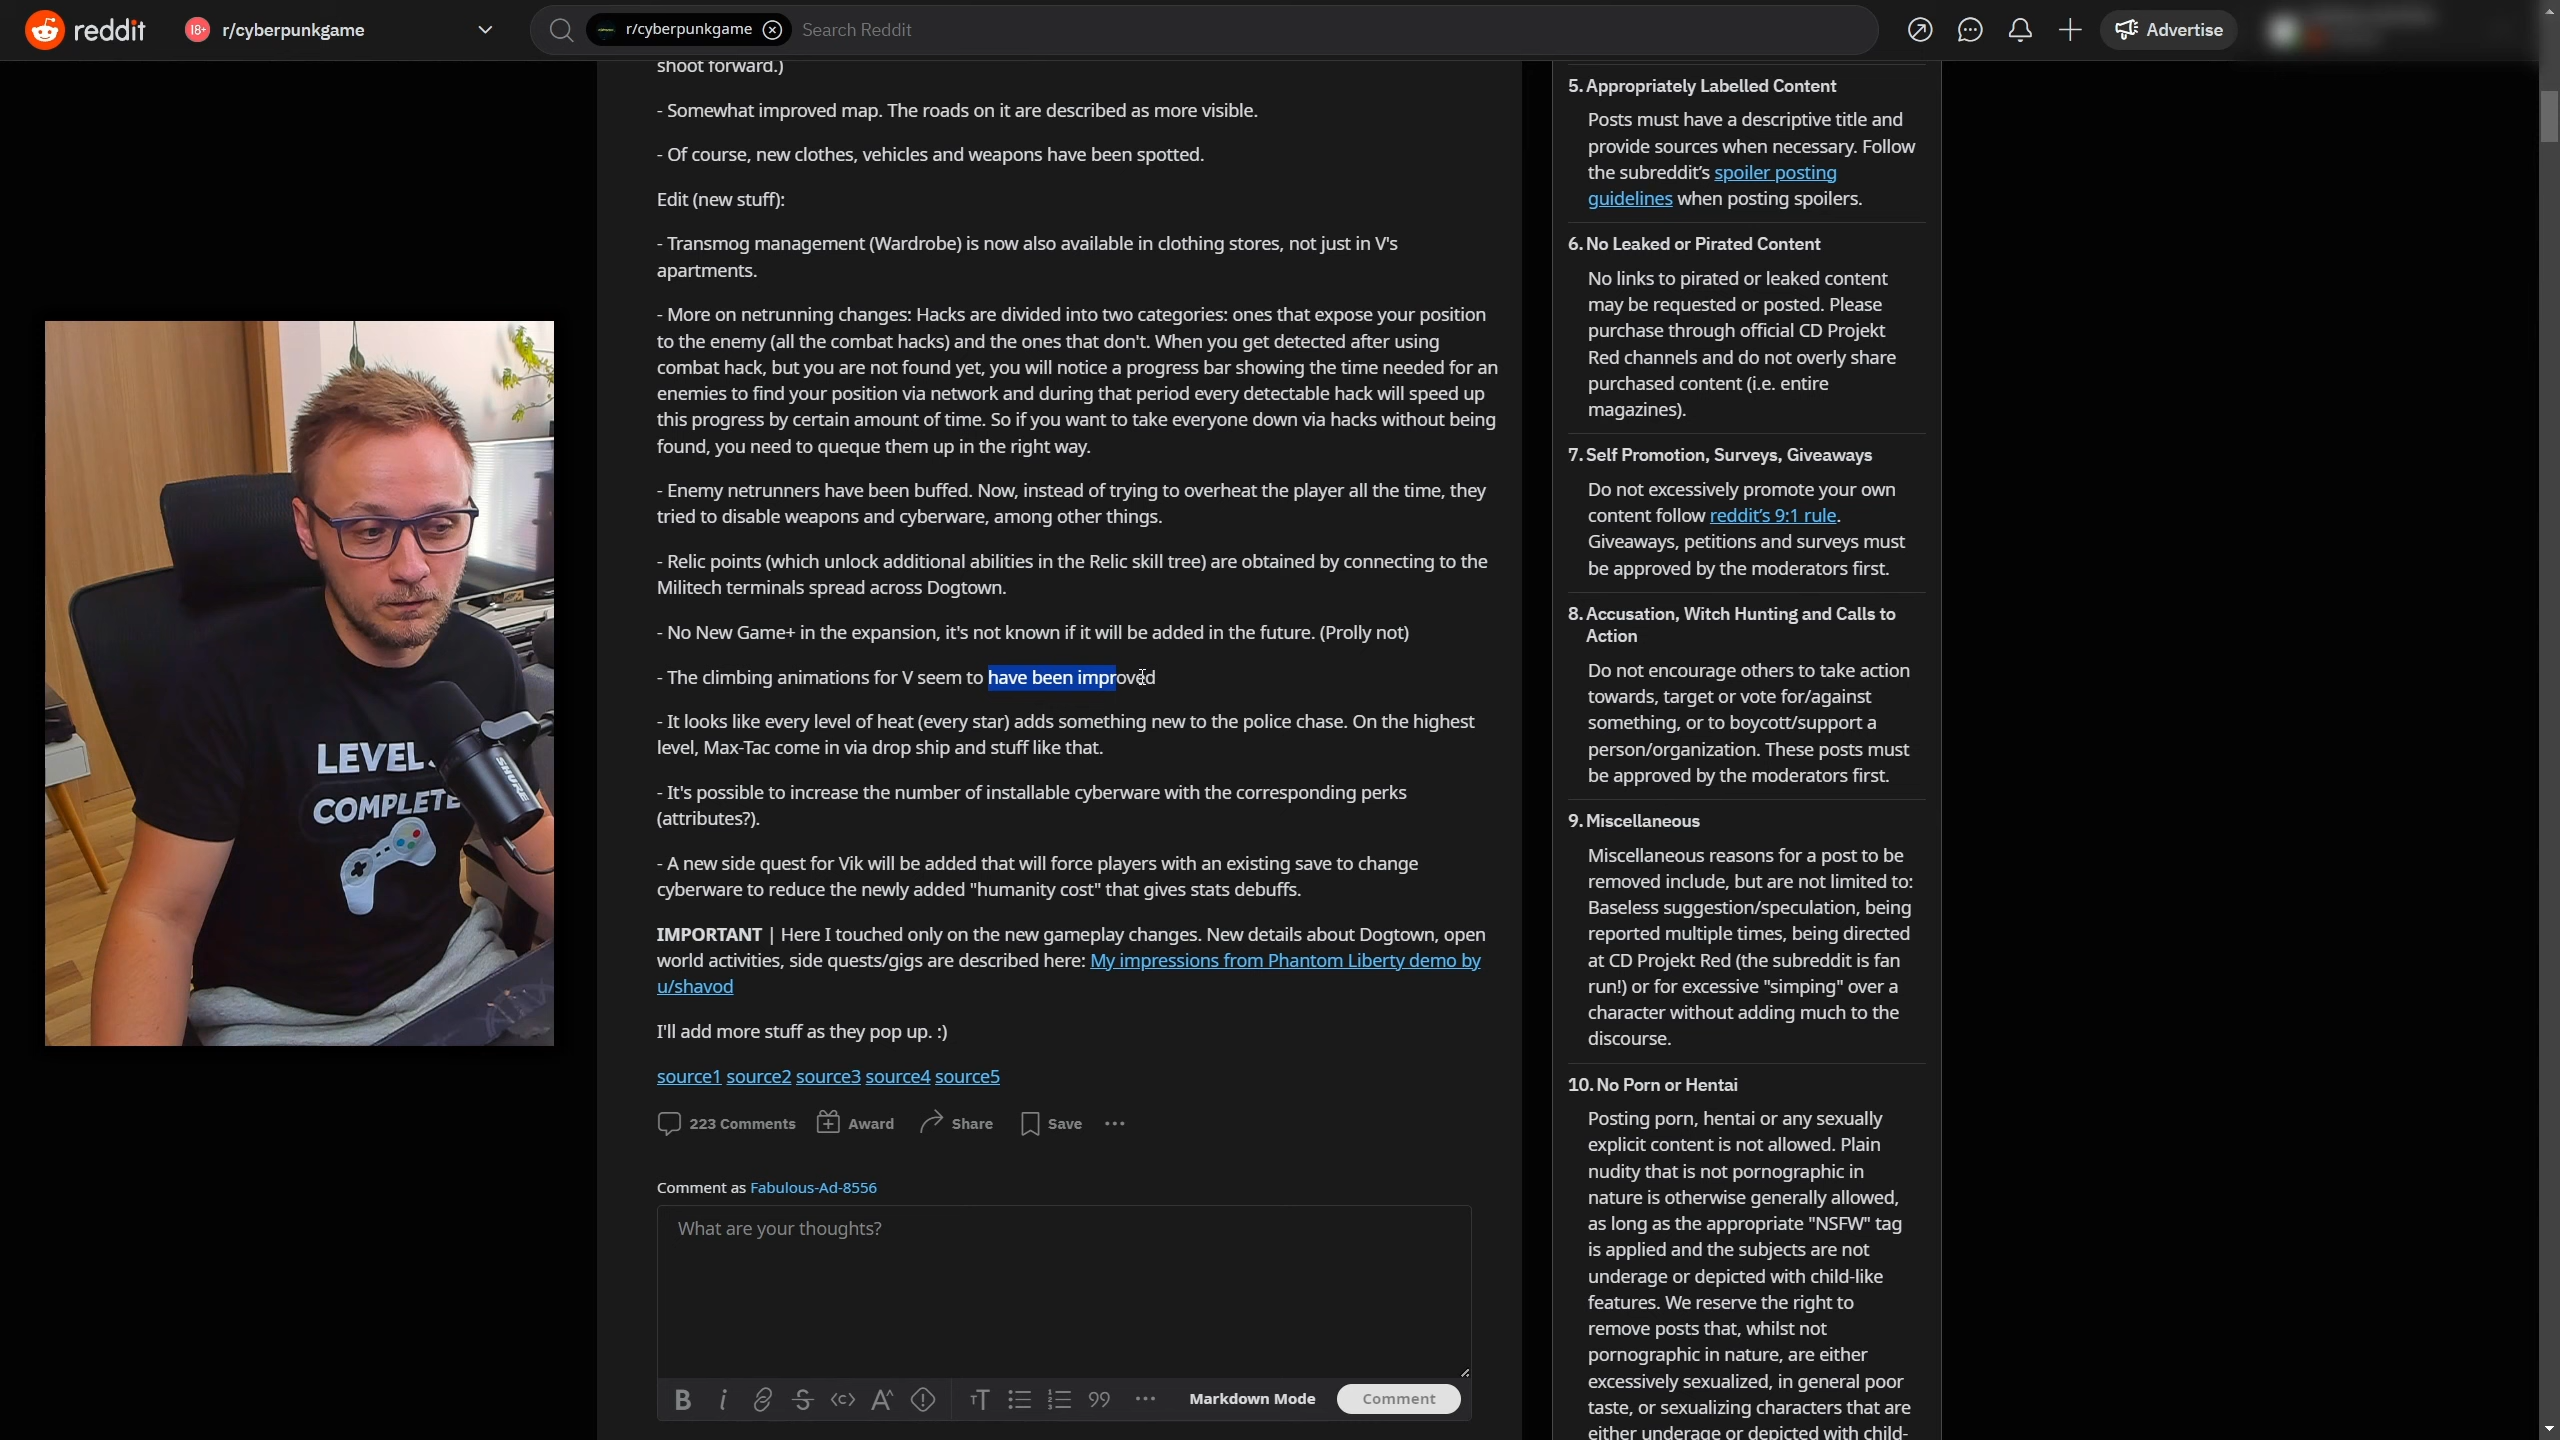 reddit
18+
r/cyberpunkgame
r/cyberpunkgame
Search Reddit
Advertise
shoot forward.)
- Somewhat improved map. The roads on it are described as more visible.
- Of course, new clothes, vehicles and weapons have been spotted.
Edit (new stuff):
- Transmog management (Wardrobe) is now also available in clothing stores, not just in V's
apartments.
- More on netrunning changes: Hacks are divided into two categories: ones that expose your position
to the enemy (all the combat hacks) and the ones that don't. When you get detected after using
combat hack, but you are not found yet, you will notice a progress bar showing the time needed for an
enemies to find your position via network and during that period every detectable hack will speed up
this progress by certain amount of time. So if you want to take everyone down via hacks without being
found, you need to queque them up in the right way.
- Enemy netrunners have been buffed. Now, instead of trying to overheat the player all the time, they
tried to disable weapons and cyberware, among other things.
- Relic points (which unlock additional abilities in the Relic skill tree) are obtained by connecting to the
Militech terminals spread across Dogtown.
- No New Game+ in the expansion, it's not known if it will be added in the future. (Prolly not)
- The climbing animations for V seem to have been improved
- It looks like every level of heat (every star) adds something new to the police chase. On the highest
level, Max-Tac come in via drop ship and stuff like that.
- It's possible to increase the number of installable cyberware with the corresponding perks
(attributes?).
- A new side quest for Vik will be added that will force players with an existing save to change
cyberware to reduce the newly added "humanity cost" that gives stats debuffs.
IMPORTANT | Here I touched only on the new gameplay changes. New details about Dogtown, open
world activities, side quests/gigs are described here: My impressions from Phantom Liberty demo by
u/shavod
I'll add more stuff as they pop up. :)
source1 source2 source3 source4 source5
223 Comments Award Share Save
Comment as Fabulous-Ad-8556
What are your thoughts?
Markdown Mode
Comment
5. Appropriately Labelled Content
Posts must have a descriptive title and
provide sources when necessary. Follow
the subreddit's spoiler posting
guidelines when posting spoilers.
6. No Leaked or Pirated Content
No links to pirated or leaked content
may be requested or posted. Please
purchase through official CD Projekt
Red channels and do not overly share
purchased content (i.e. entire
magazines).
7. Self Promotion, Surveys, Giveaways
Do not excessively promote your own
content follow reddit's 9:1 rule.
Giveaways, petitions and surveys must
be approved by the moderators first.
8. Accusation, Witch Hunting and Calls to
Action
Do not encourage others to take action
towards, target or vote for/against
something, or to boycott/support a
person/organization. These posts must
be approved by the moderators first.
9. Miscellaneous
Miscellaneous reasons for a post to be
removed include, but are not limited to:
Baseless suggestion/speculation, being
reported multiple times, being directed
at CD Projekt Red (the subreddit is fan
run!) or for excessive "simping" over a
character without adding much to the
discourse.
10. No Porn or Hentai
Posting porn, hentai or any sexually
explicit content is not allowed. Plain
nudity that is not pornographic in
nature is otherwise generally allowed,
as long as the appropriate "NSFW" tag
is applied and the subjects are not
underage or depicted with child-like
features. We reserve the right to
remove posts that, whilst not
pornographic in nature, are either
excessively sexualized, in general poor
taste, or sexualizing characters that are
either underage or depicted with child-
LEVEL
COMPLETE
SHURE